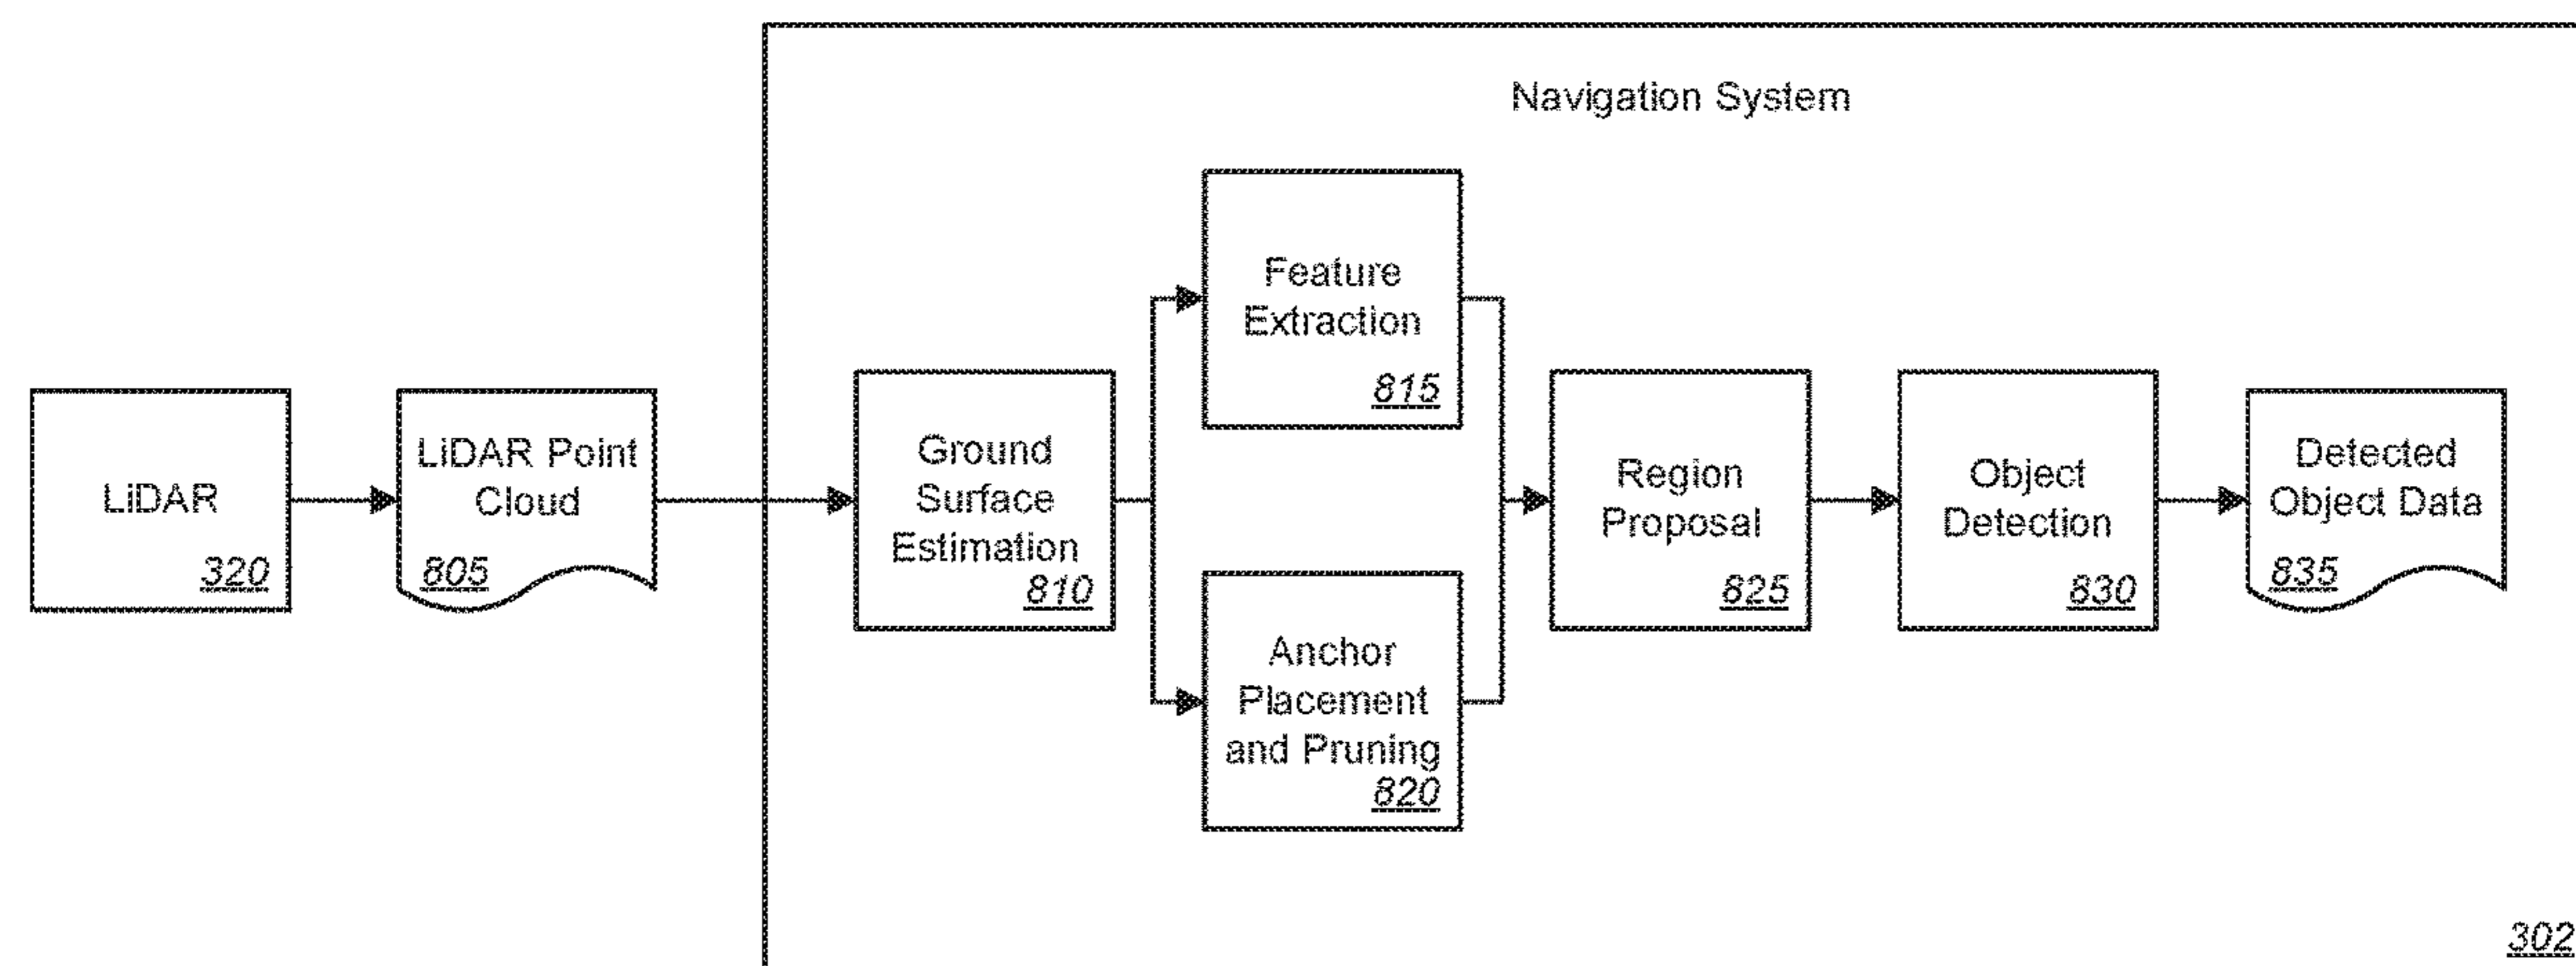 Navigation System
LiDAR
320
LiDAR Point
Cloud
805
Ground
Surface
Estimation
810
Feature
Extraction
815
Anchor
Placement
and Pruning
820
Region
Proposal
825
Object
Detection
830
Detected
Object Data
835
302